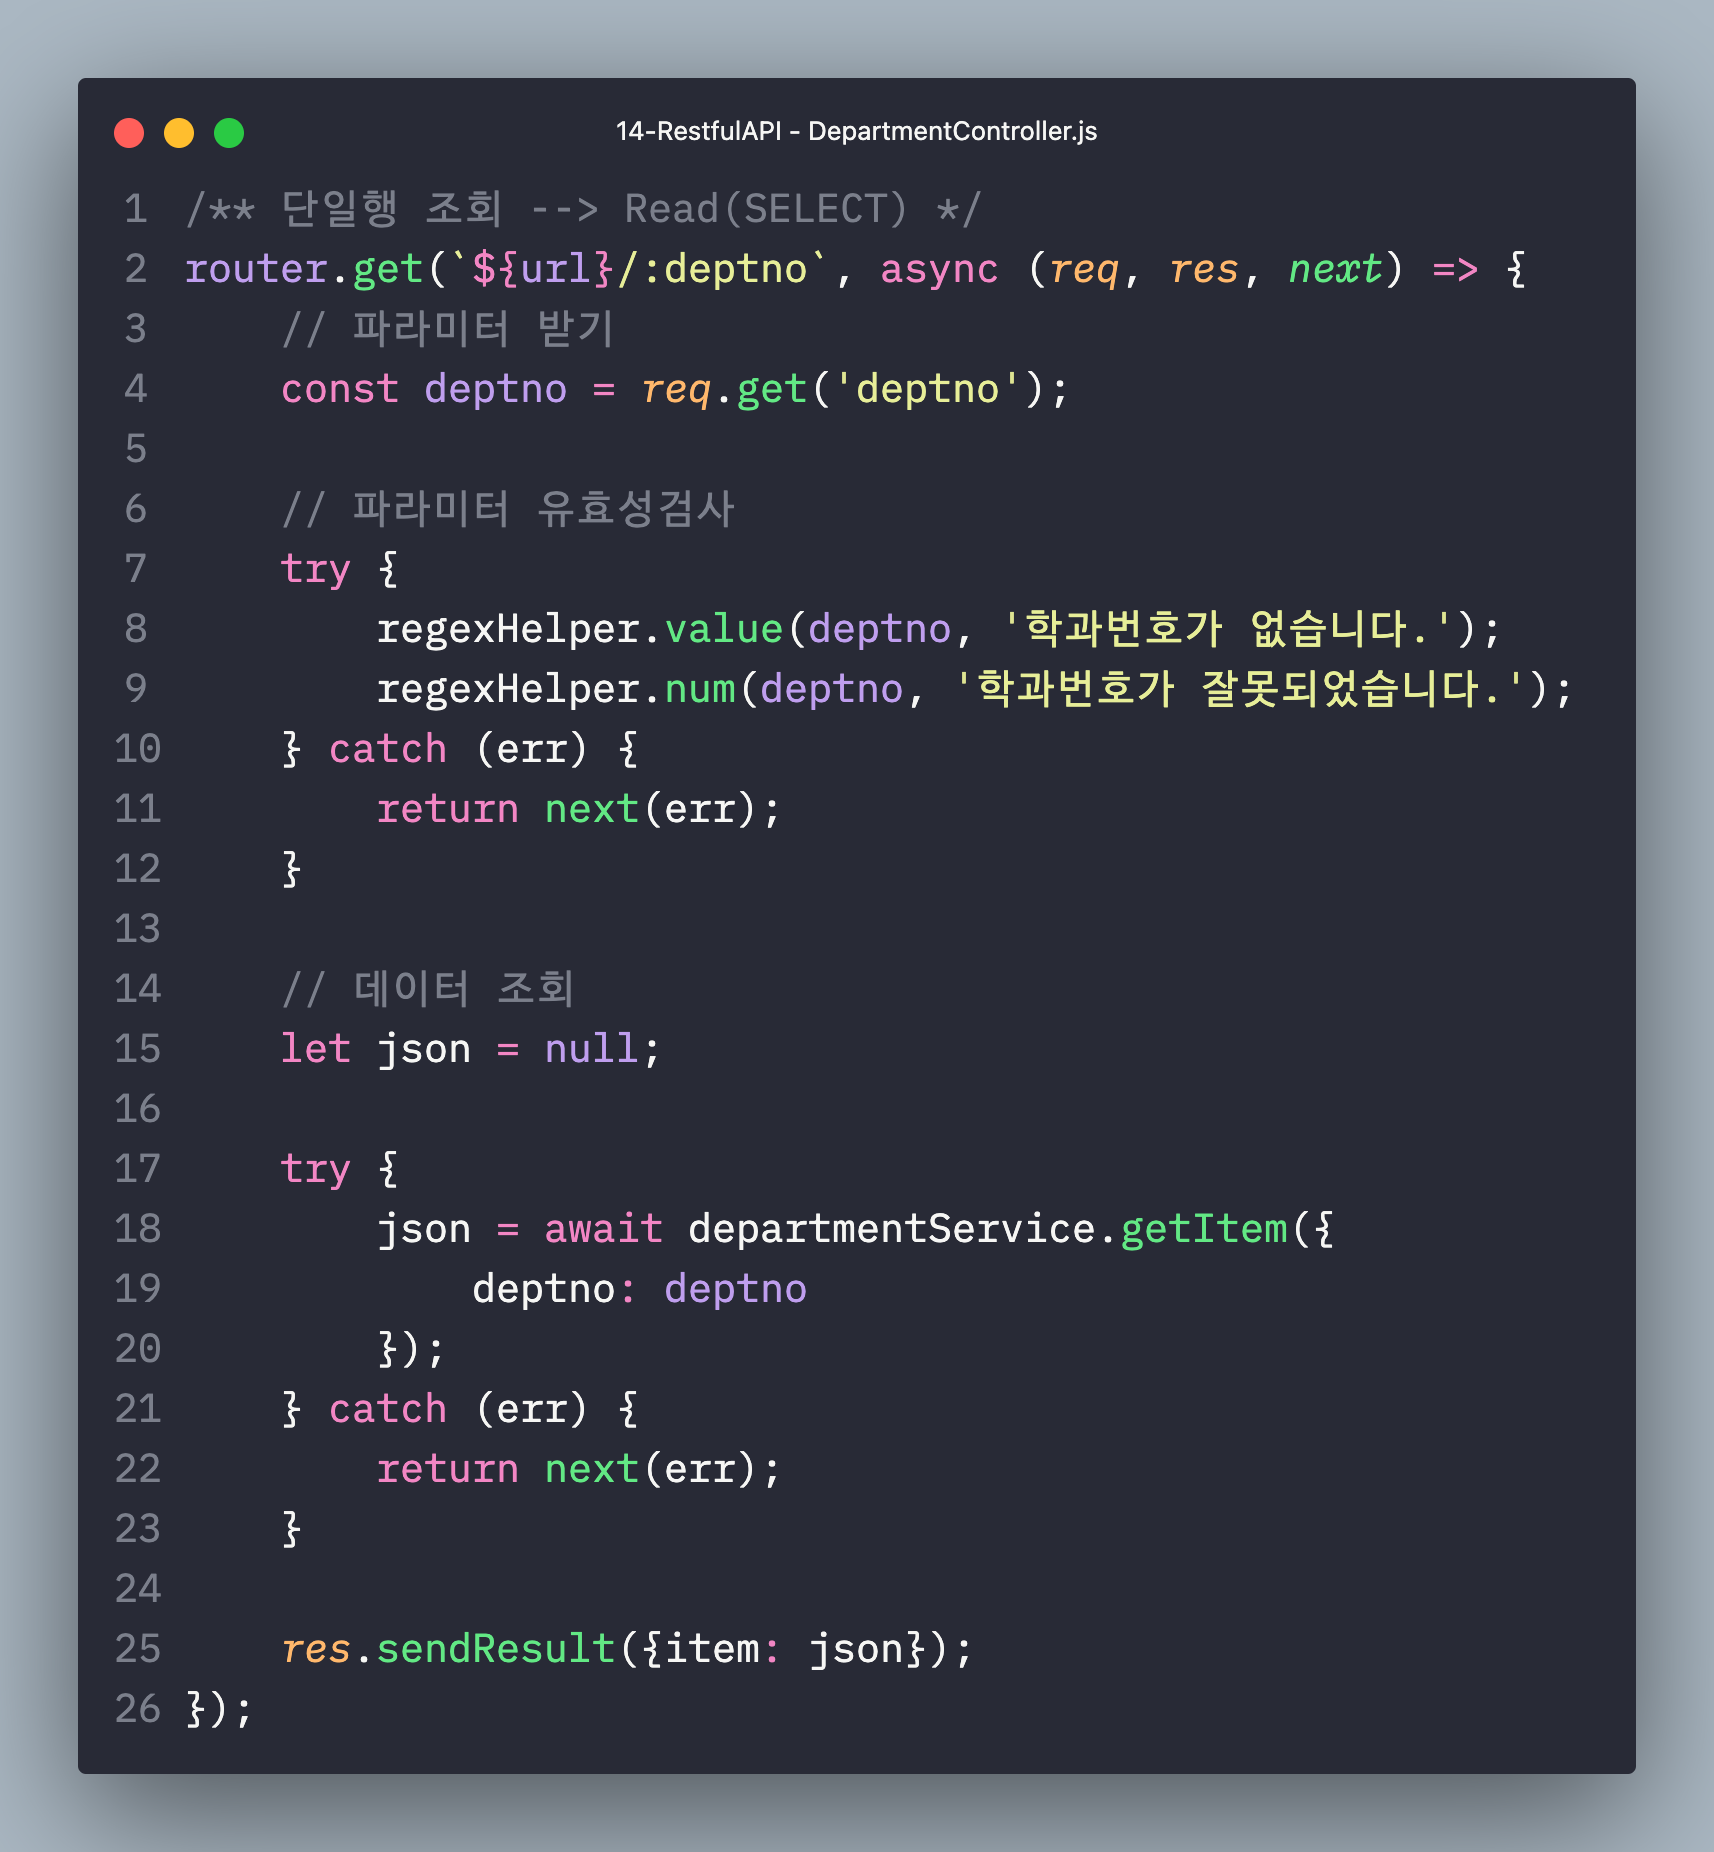 14-RestfulAPI - DepartmentController.js
1 /** 단일행 조회 --> Read(SELECT) */
2 router.get(`${url}/:deptno`, async (req, res, next) => {
3     // 파라미터 받기
4     const deptno = req.get('deptno');
5
6     // 파라미터 유효성검사
7     try {
8         regexHelper.value(deptno, '학과번호가 없습니다.');
9         regexHelper.num(deptno, '학과번호가 잘못되었습니다.');
10     } catch (err) {
11         return next(err);
12     }
13
14     // 데이터 조회
15     let json = null;
16
17     try {
18         json = await departmentService.getItem({
19             deptno: deptno
20         });
21     } catch (err) {
22         return next(err);
23     }
24
25     res.sendResult({item: json});
26 });